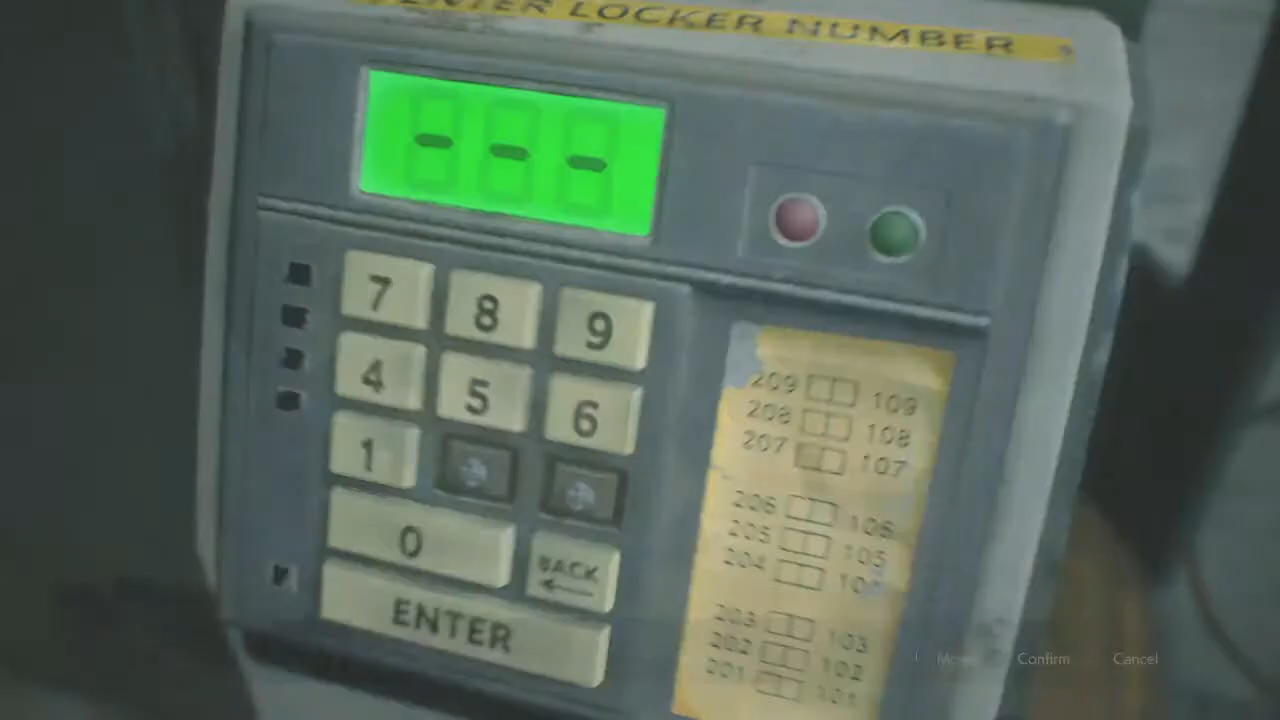 ENTER LOCKER NUMBER
- - -
7 8 9
4 5 6
1
0 BACK
ENTER
209 109
208 108
207 107
206 106
205 105
204
203 103
202 102
201 101
Confirm Cancel